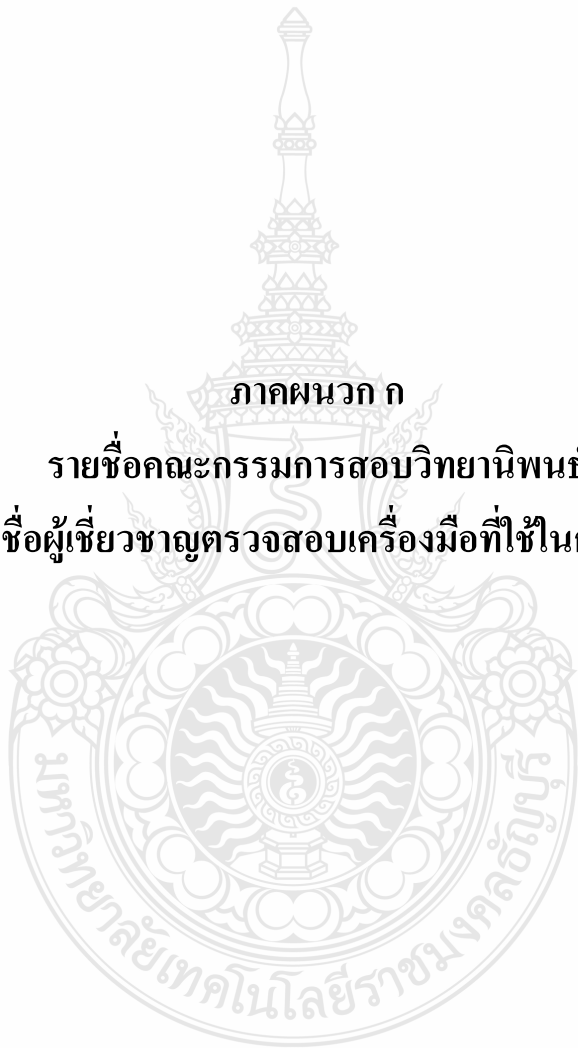 ภาคผนวก ก
รายชื่อคณะกรรมการสอบวิทยานิพนธ์
ชื่อผู้เชี่ยวชาญตรวจสอบเครื่องมือที่ใช้ใน
มหาวิทยาลัยเทคโนโลยีราชมงคลธัญบุรี